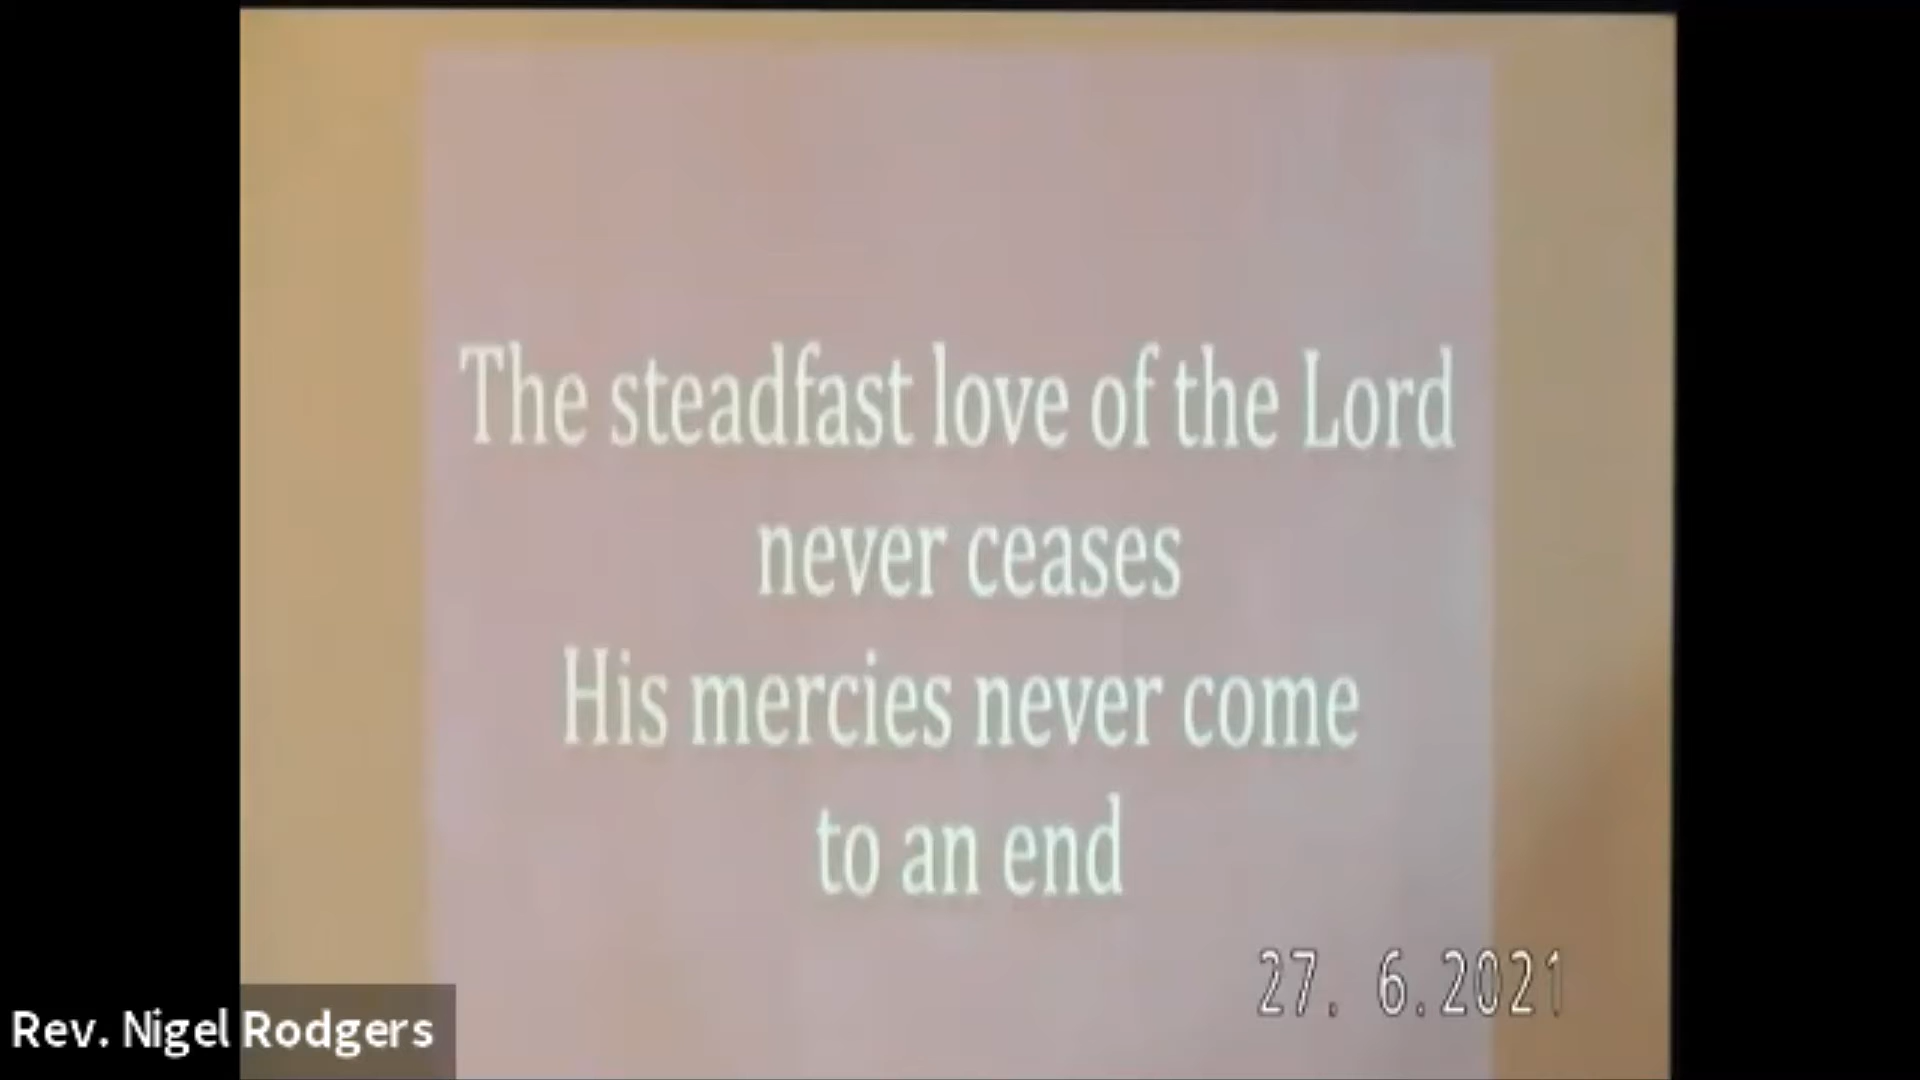 The steadfast love of the Lord
never ceases
His mercies never come
to an end
27. 6.2021
Rev. Nigel Rodgers